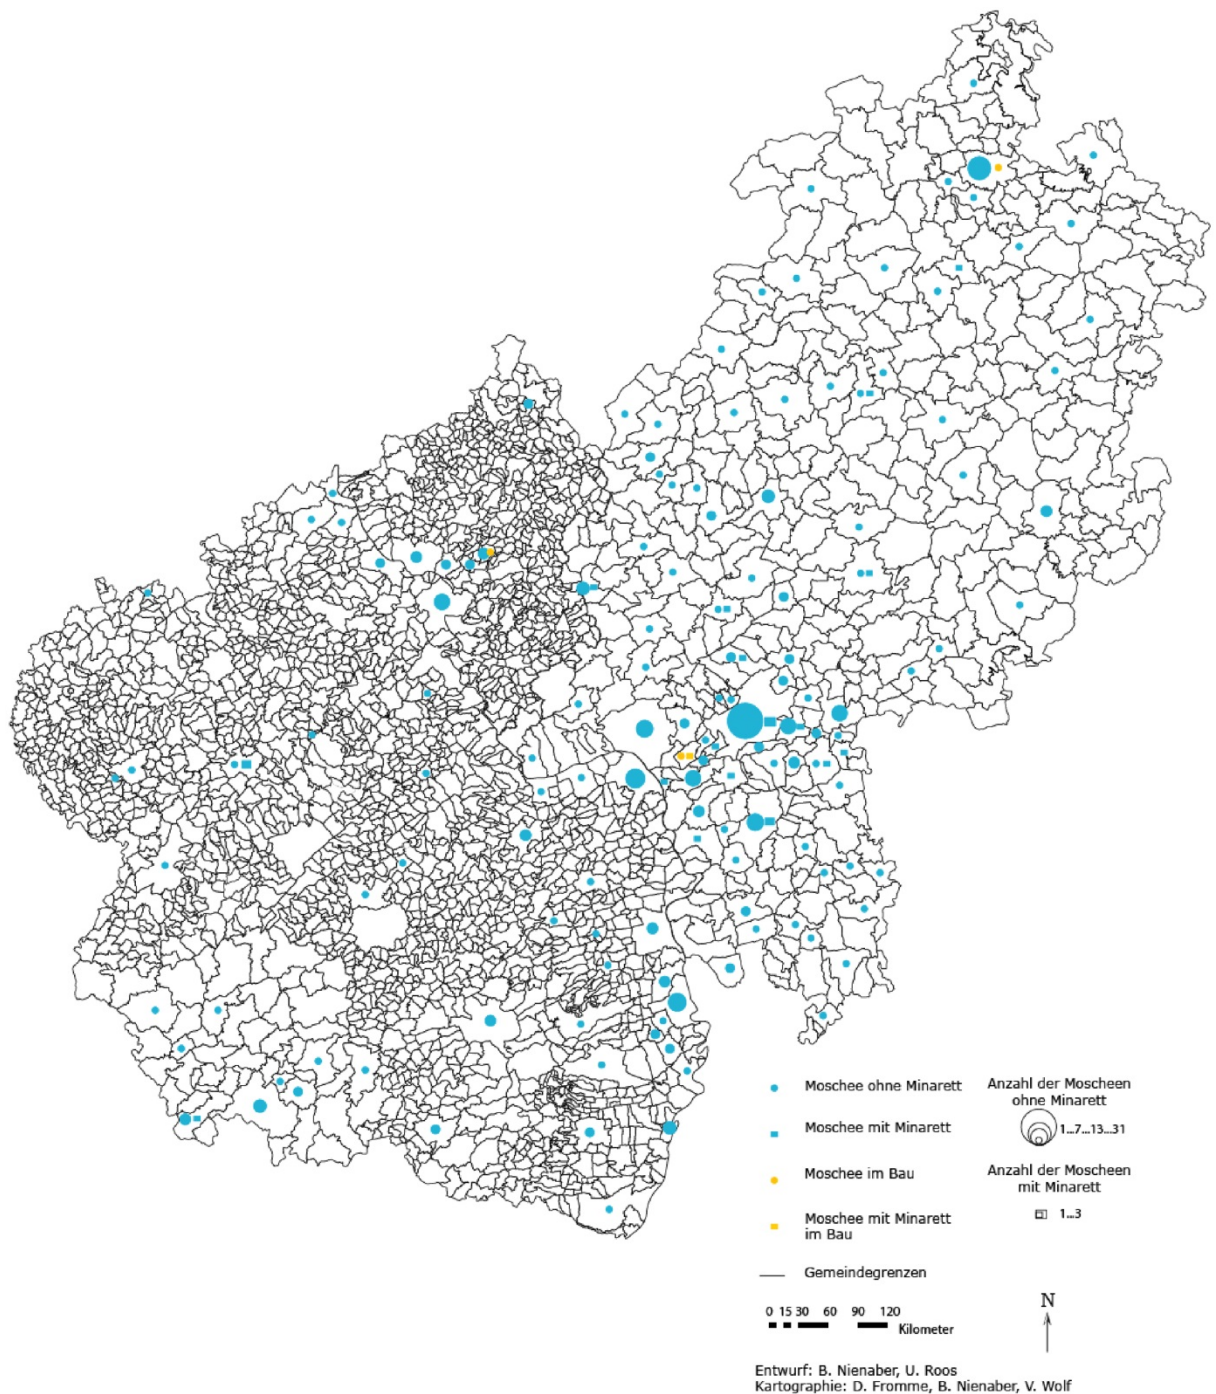 Moschee ohne Minarett
Moschee mit Minarett
Moschee im Bau
Moschee mit Minarett
im Bau
Gemeindegrenzen
Anzahl der Moscheen
ohne Minarett
1...7...13...31
Anzahl der Moscheen
mit Minarett
1...3
0 15 30 60 90 120
Kilometer
N
Entwurf: B. Nienaber, U. Roos
Kartographie: D. Fromme, B. Nienaber, V. Wolf